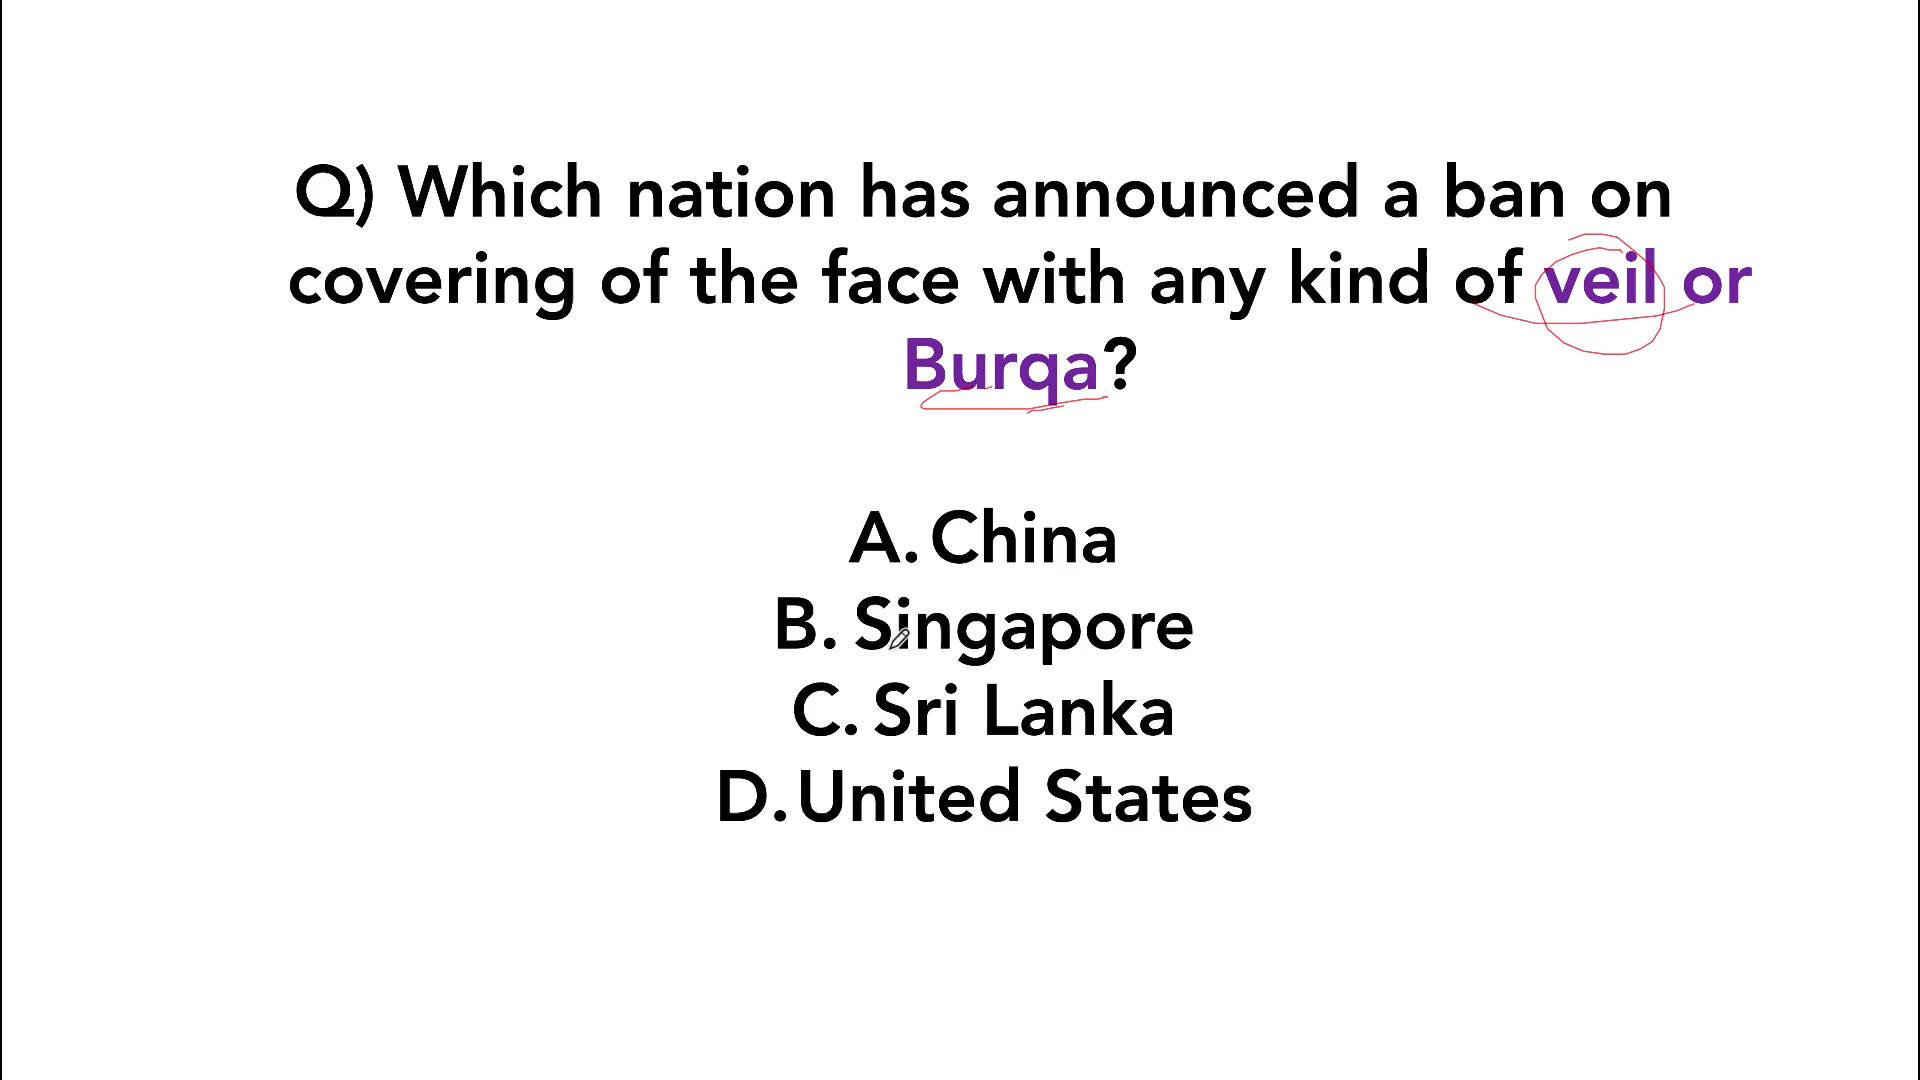 Q) Which nation has announced a ban on
covering of the face with any kind of veil or
Burqa?
A. China
B. Singapore
C. Sri Lanka
D. United States